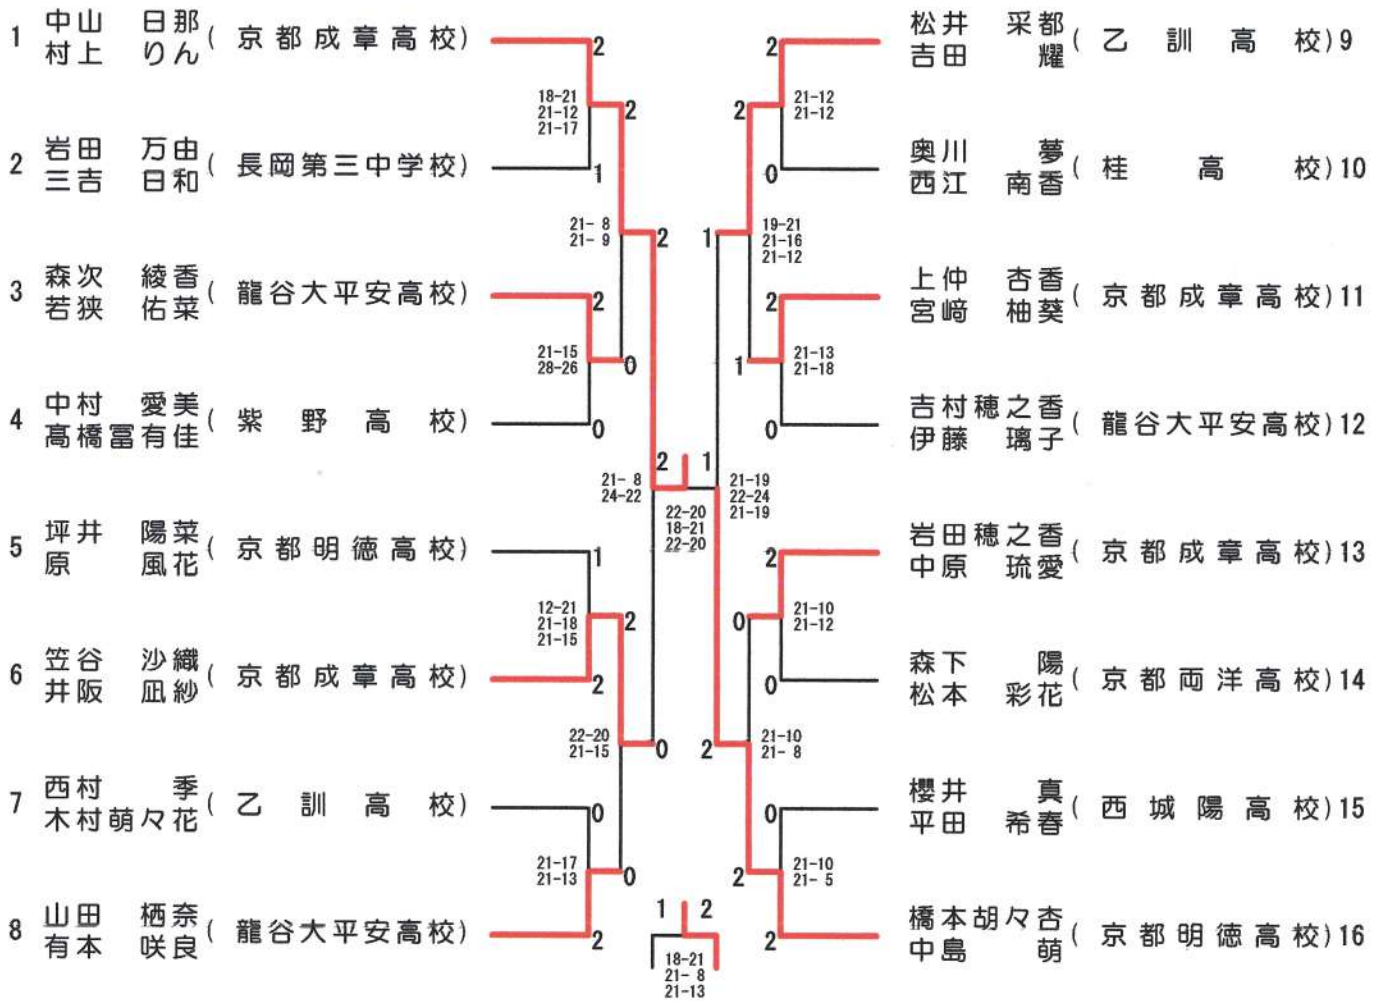 1 中山 日那
村上 りん
( 京都成章高校)
2 岩田 万由
三吉 日和
( 長岡第三中学校)
3 森次 綾香
若狭 佑菜
( 龍谷大平安高校)
4 中村 愛美
髙橋冨有佳
( 紫野高校)
5 坪井 陽菜
原 風花
( 京都明徳高校)
6 笠谷 沙織
井阪 凪紗
( 京都成章高校)
7 西村 季
木村萌々花
( 乙訓高校)
8 山田 栖奈
有本 咲良
( 龍谷大平安高校)
2
18-21
21-12
21-17
2
1
21- 8
21- 9
2
2
21-15
28-26
0
0
21- 8
24-22
2
1
12-21
21-18
21-15
2
2
22-20
21-15
0
0
21-17
21-13
0
2
1
22-20
18-21
22-20
1 2
18-21
21- 8
21-13
2
2
21-12
21-12
0
1
19-21
21-16
21-12
2
1
21-13
21-18
0
21-19
22-24
21-19
2
0
21-10
21-12
0
2
21-10
21- 8
0
2
21-10
21- 5
2
松井 采都
吉田 耀
( 乙訓高校) 9
奥川 夢
西江 南香
( 桂高校) 10
上仲 杏香
宮﨑 柚葵
( 京都成章高校) 11
吉村穂之香
伊藤 璃子
( 龍谷大平安高校) 12
岩田穂之香
中原 琉愛
( 京都成章高校) 13
森下 陽
松本 彩花
( 京都両洋高校) 14
櫻井 真
平田 希春
( 西城陽高校) 15
橋本胡々杏
中島 萌
( 京都明徳高校) 16